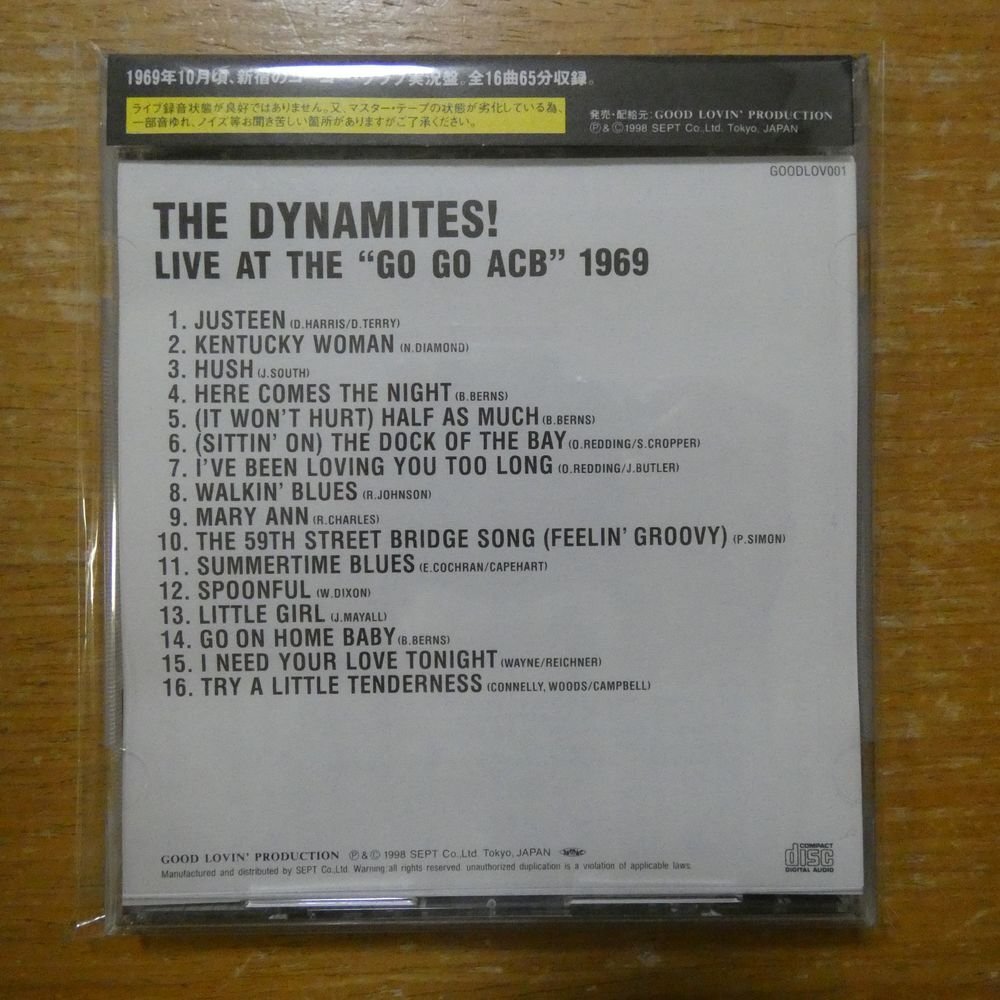 1969年10月頃、新宿のゴーゴー・クラブ実況盤。全16曲65分収録。
ライブ録音状態が良好ではありません。又、マスター・テープの状態が劣化している為、
一部音ゆれ、ノイズ等お聞き苦しい箇所がありますがご了承ください。
発売・配給元:GOOD LOVIN' PRODUCTION
Ⓟ&Ⓒ1998 SEPT Co.,Ltd. Tokyo, JAPAN
GOODLOV001
THE DYNAMITES!
LIVE AT THE “GO GO ACB” 1969
1. JUSTEEN (D.HARRIS/D.TERRY)
2. KENTUCKY WOMAN (N.DIAMOND)
3. HUSH (J.SOUTH)
4. HERE COMES THE NIGHT (B.BERNS)
5. (IT WON'T HURT) HALF AS MUCH (B.BERNS)
6. (SITTIN' ON) THE DOCK OF THE BAY (O.REDDING/S.CROPPER)
7. I'VE BEEN LOVING YOU TOO LONG (O.REDDING/J.BUTLER)
8. WALKIN' BLUES (R.JOHNSON)
9. MARY ANN (R.CHARLES)
10. THE 59TH STREET BRIDGE SONG (FEELIN' GROOVY) (P.SIMON)
11. SUMMERTIME BLUES (E.COCHRAN/CAPEHART)
12. SPOONFUL (W.DIXON)
13. LITTLE GIRL (J.MAYALL)
14. GO ON HOME BABY (B.BERNS)
15. I NEED YOUR LOVE TONIGHT (WAYNE/REICHNER)
16. TRY A LITTLE TENDERNESS (CONNELLY, WOODS/CAMPBELL)
GOOD LOVIN' PRODUCTION Ⓟ&Ⓒ 1998 SEPT Co.,Ltd. Tokyo, JAPAN
Manufactured and distributed by SEPT Co.,Ltd. Warning:all rights reserved. unauthorized duplication is a violation of applicable laws.
COMPACT
disc
DIGITAL AUDIO